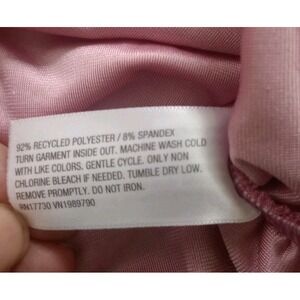 92% RECYCLED POLYESTER / 8% SPANDEX
TURN GARMENT INSIDE OUT. MACHINE WASH COLD
WITH LIKE COLORS. GENTLE CYCLE. ONLY NON
CHLORINE BLEACH IF NEEDED. TUMBLE DRY LOW.
REMOVE PROMPTLY. DO NOT IRON.
RN17730 VN1989790